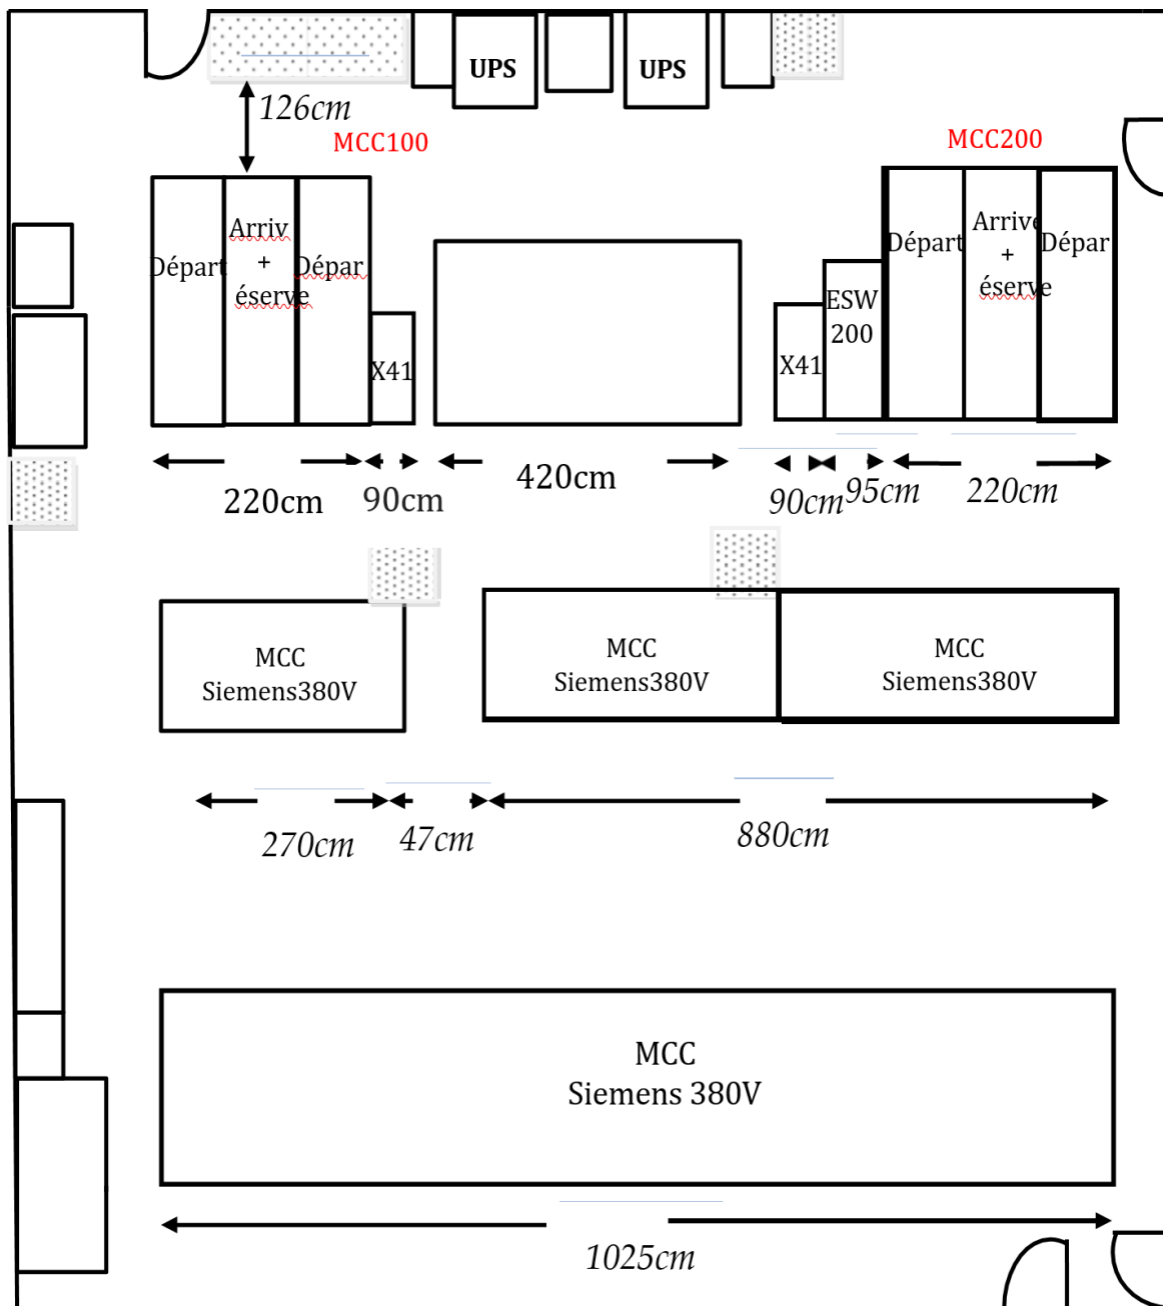 UPS
UPS
126cm
MCC100
MCC200
Départ
Arriv
+
éserve
Dépar
X41
X41
ESW
200
Départ
Arrive
+
éserve
Dépar
220cm
90cm
420cm
90cm
95cm
220cm
MCC
Siemens380V
MCC
Siemens380V
MCC
Siemens380V
270cm
47cm
880cm
MCC
Siemens 380V
1025cm